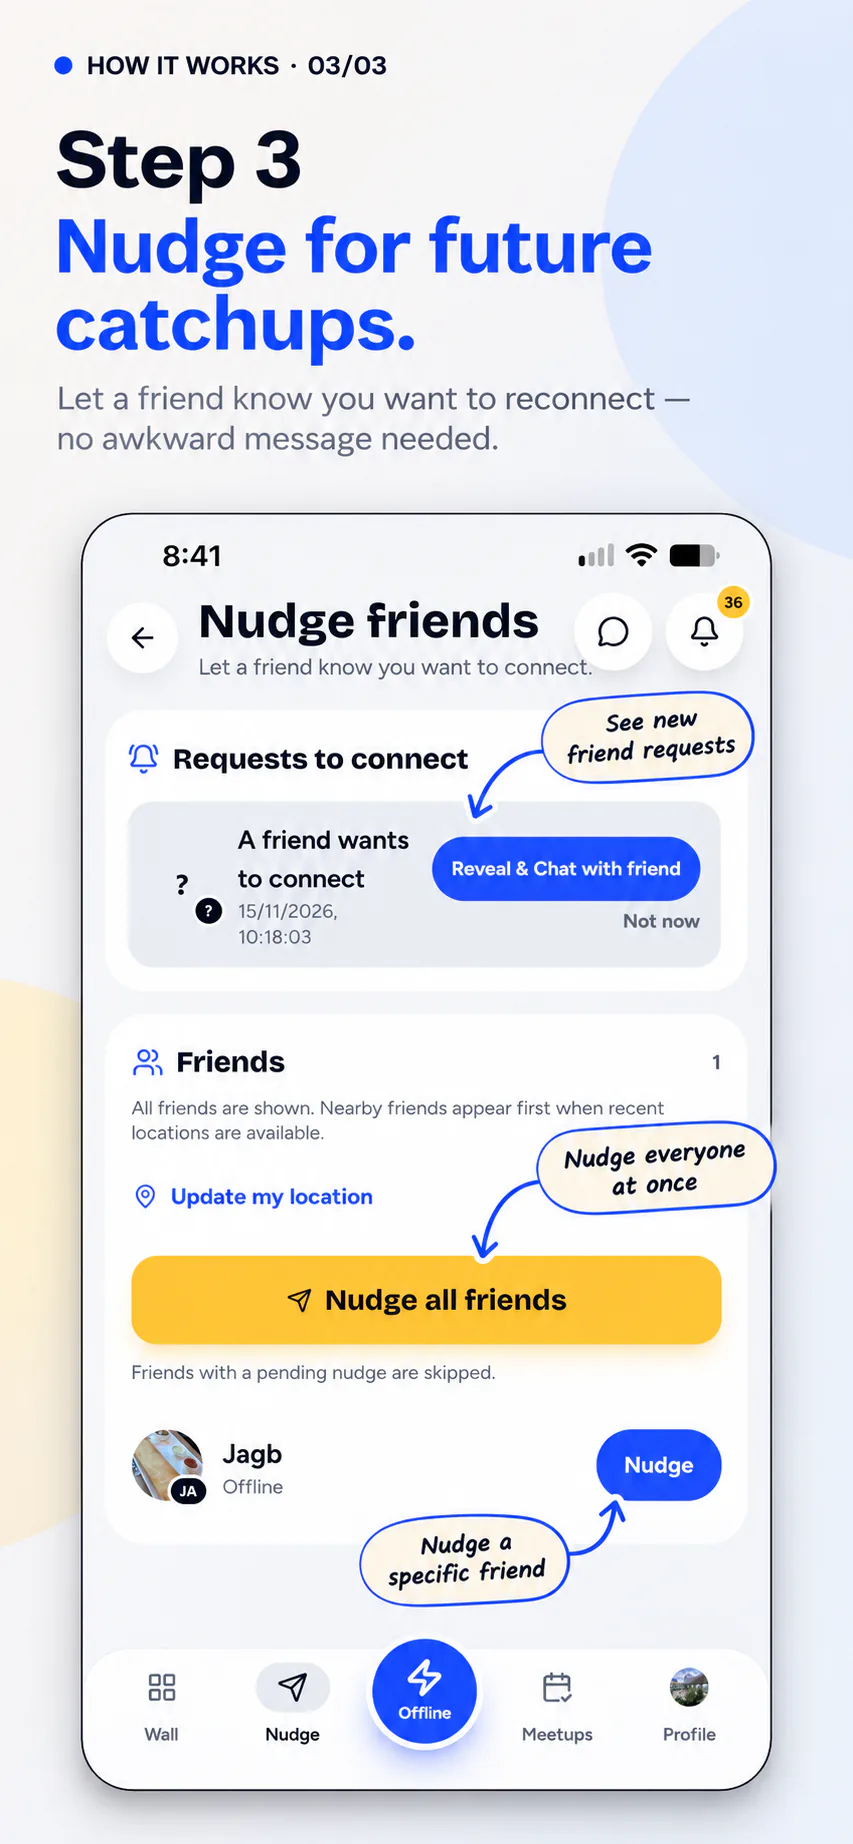 HOW IT WORKS · 03/03
Step 3
Nudge for future
catchups.
Let a friend know you want to reconnect —
no awkward message needed.
8:41
Nudge friends
36
Let a friend know you want to connect.
See new
friend requests
Requests to connect
A friend wants
to connect
?
?
15/11/2026,
10:18:03
Reveal & Chat with friend
Not now
Friends
1
All friends are shown. Nearby friends appear first when recent
locations are available.
Nudge everyone
at once
Update my location
Nudge all friends
Friends with a pending nudge are skipped.
Jagb
JA
Offline
Nudge
Nudge a
specific friend
Wall
Nudge
Offline
Meetups
Profile